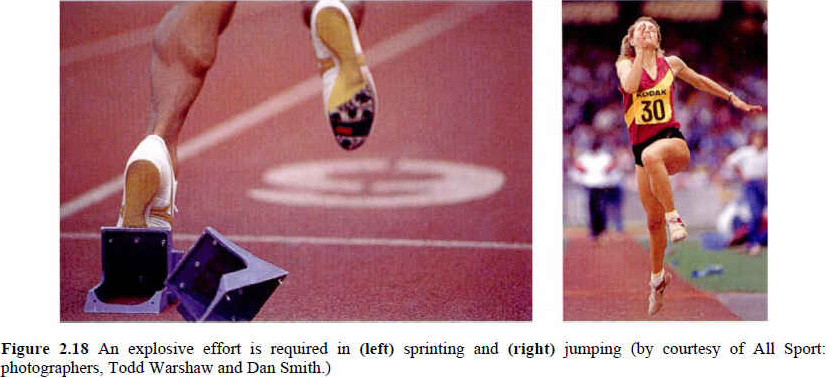 KODAK
30
Figure 2.18 An explosive effort is required in (left) sprinting and (right) jumping (by courtesy of All Sport:
photographers, Todd Warshaw and Dan Smith.)